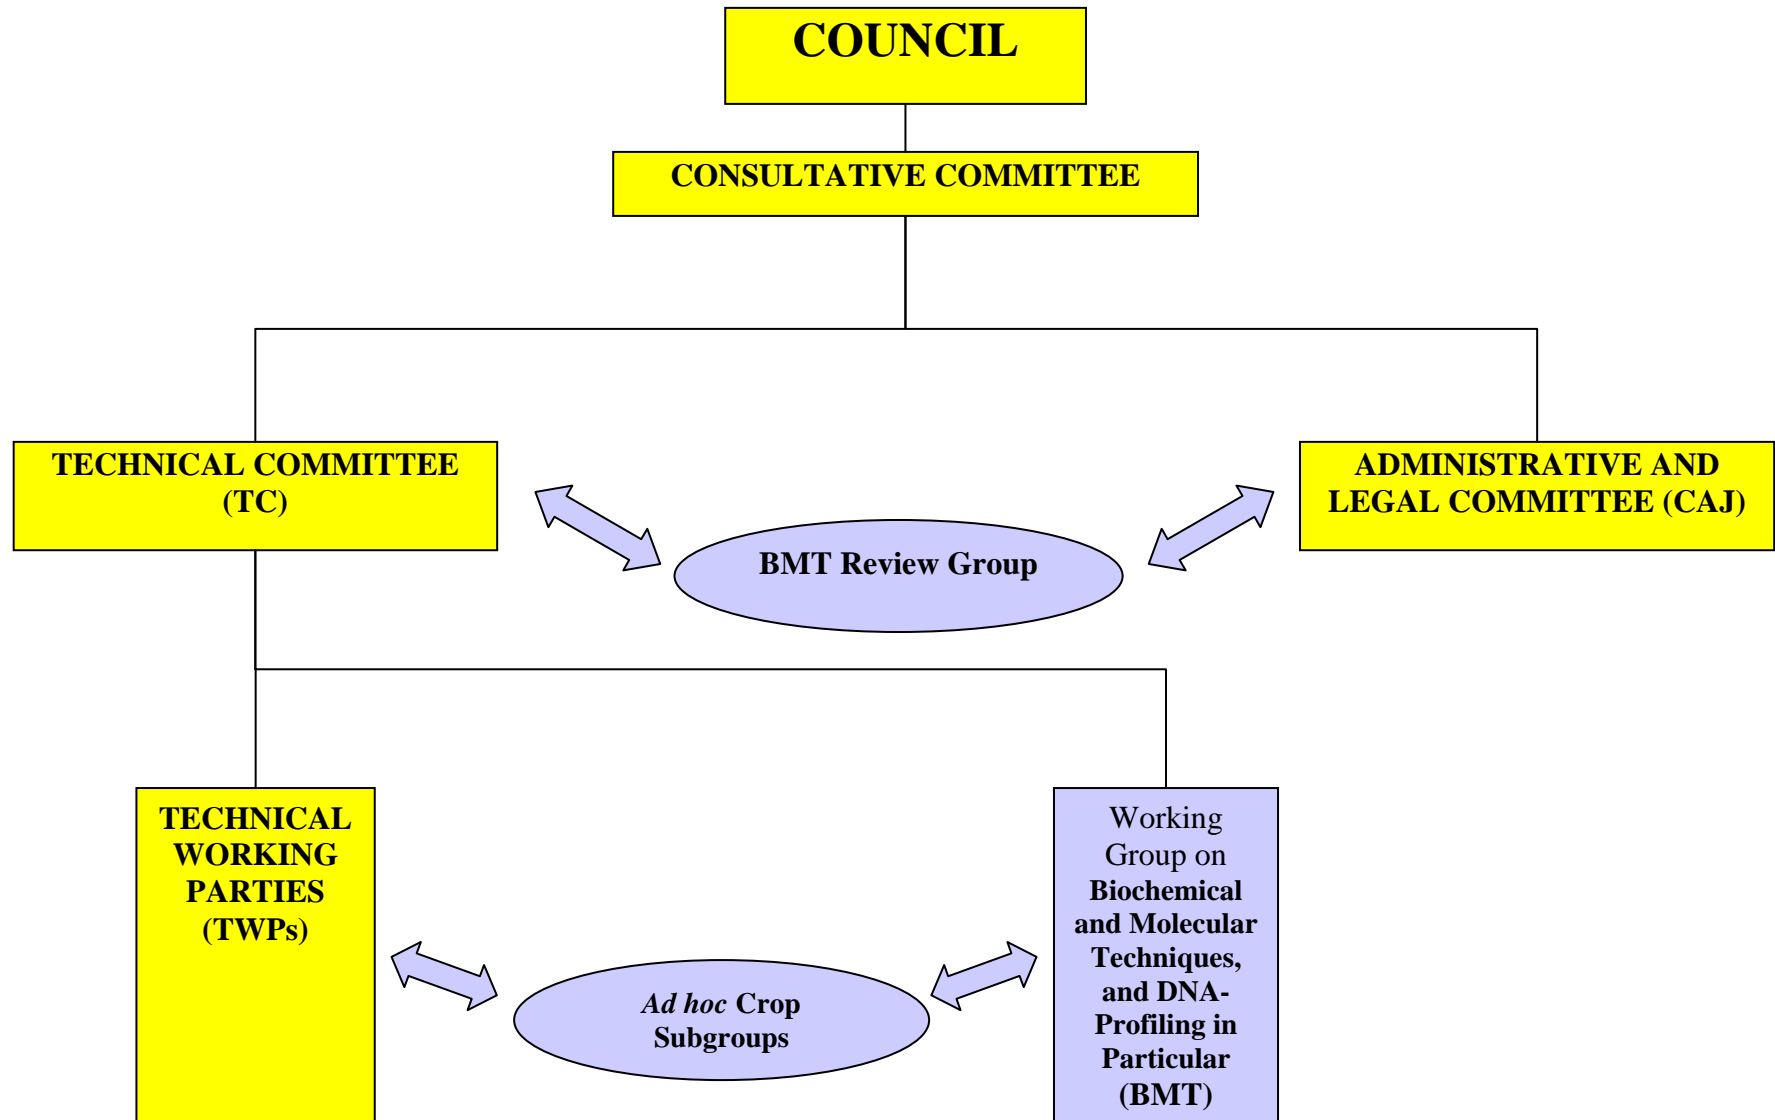 COUNCIL
CONSULTATIVE COMMITTEE
TECHNICAL COMMITTEE
(TC)
ADMINISTRATIVE AND
LEGAL COMMITTEE (CAJ)
BMT Review Group
TECHNICAL
WORKING
PARTIES
(TWPs)
Ad hoc Crop
Subgroups
Working
Group on
Biochemical
and Molecular
Techniques,
and DNA-
Profiling in
Particular
(BMT)